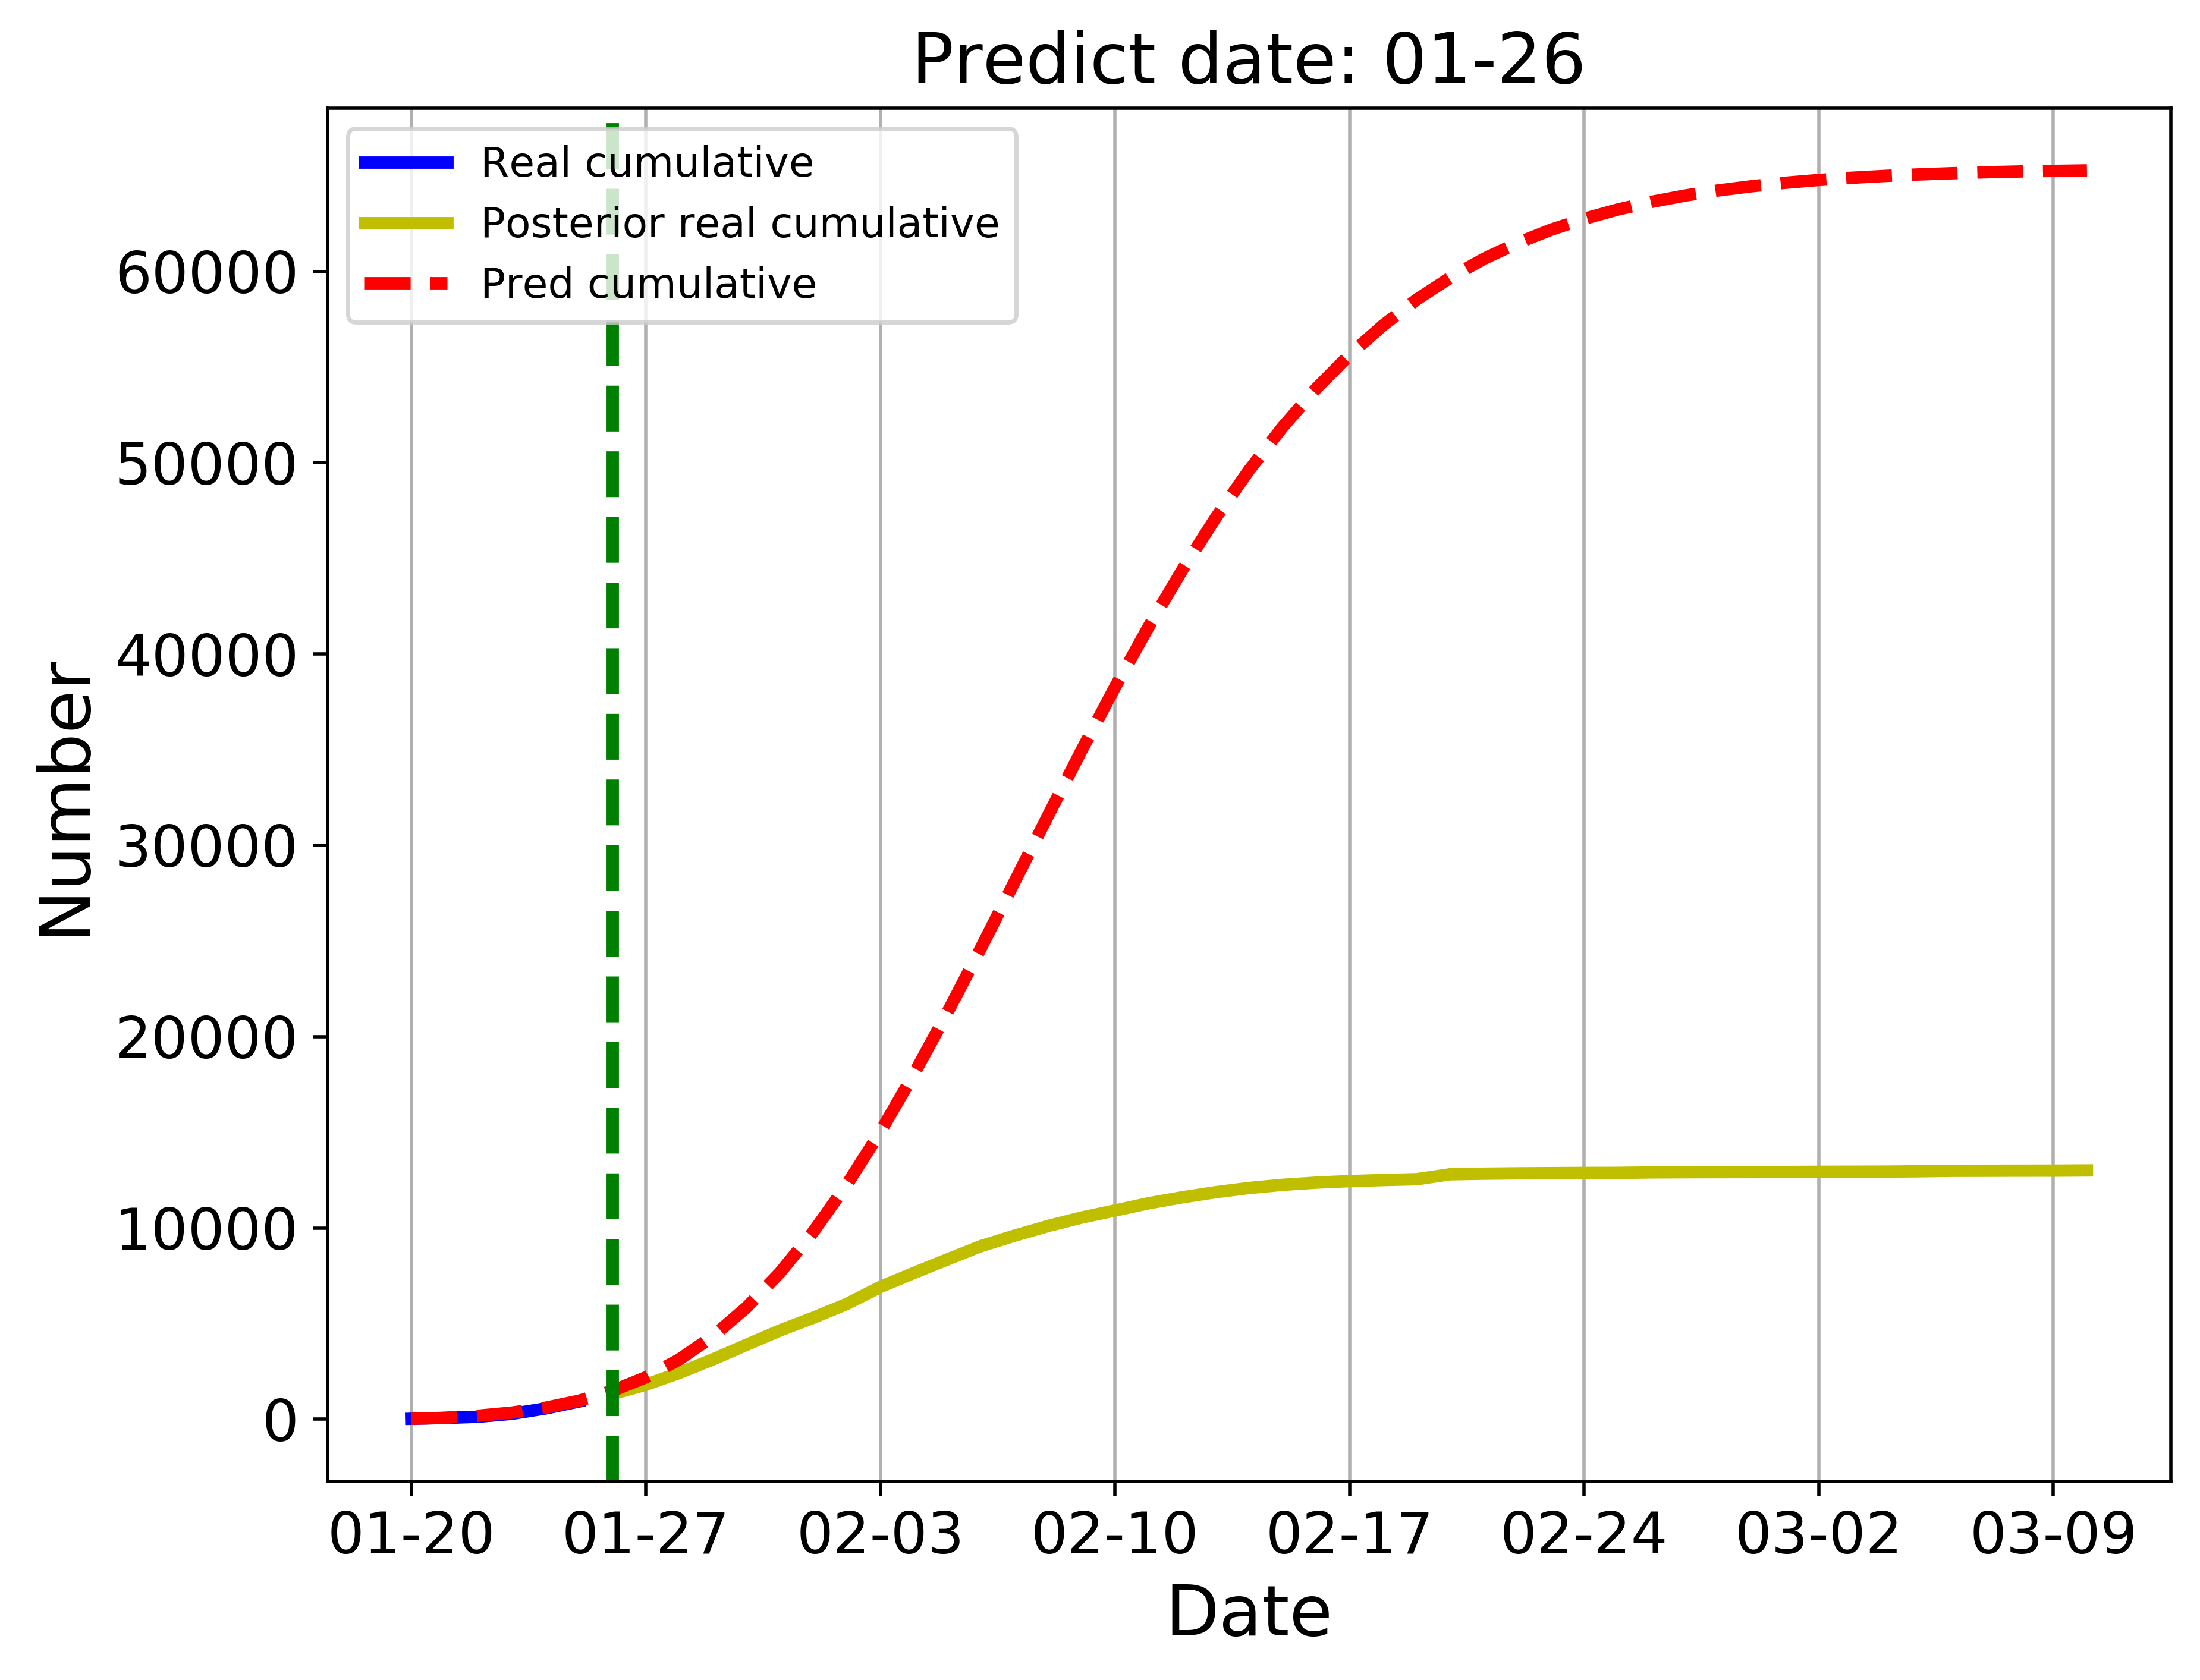 Predict date: 01-26
Real cumulative
Posterior real cumulative
Pred cumulative
60000
50000
40000
30000
20000
10000
0
Number
01-20 01-27 02-03 02-10 02-17 02-24 03-02 03-09
Date